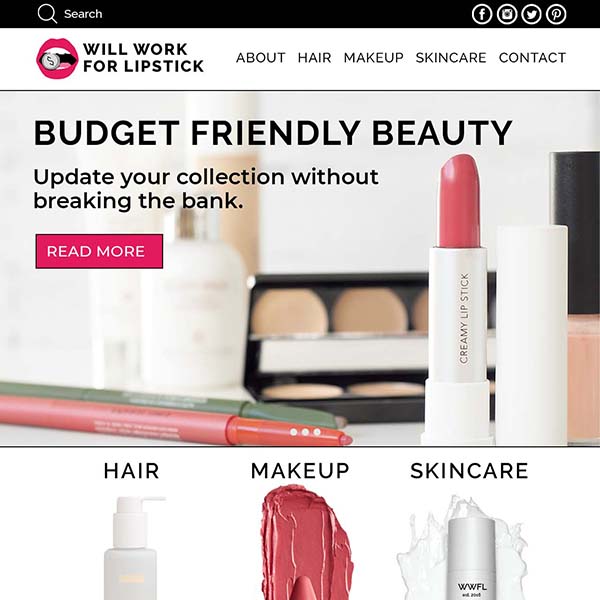 Search
WILL WORK
FOR LIPSTICK
ABOUT HAIR MAKEUP SKINCARE CONTACT
BUDGET FRIENDLY BEAUTY
Update your collection without
breaking the bank.
READ MORE
CREAMY LIP STICK
HAIR MAKEUP SKINCARE
WWFL
est. 2016